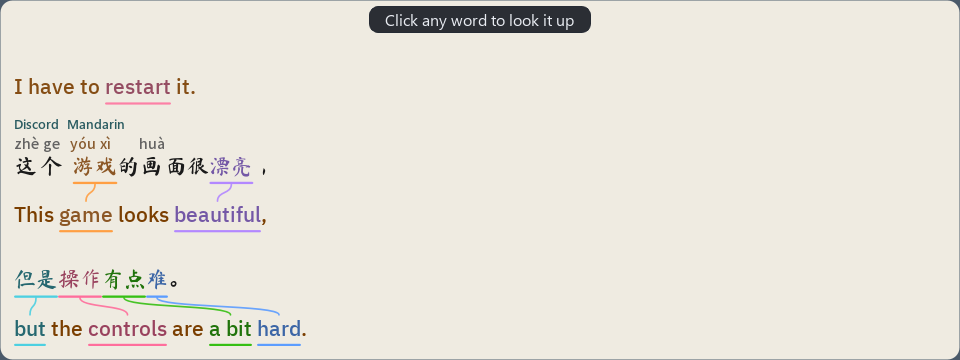 Click any word to look it up
I have to restart it.
Discord Mandarin
zhè ge yóu xì huà
这个游戏的画面很漂亮，
This game looks beautiful,
但是操作有点难。
but the controls are a bit hard.